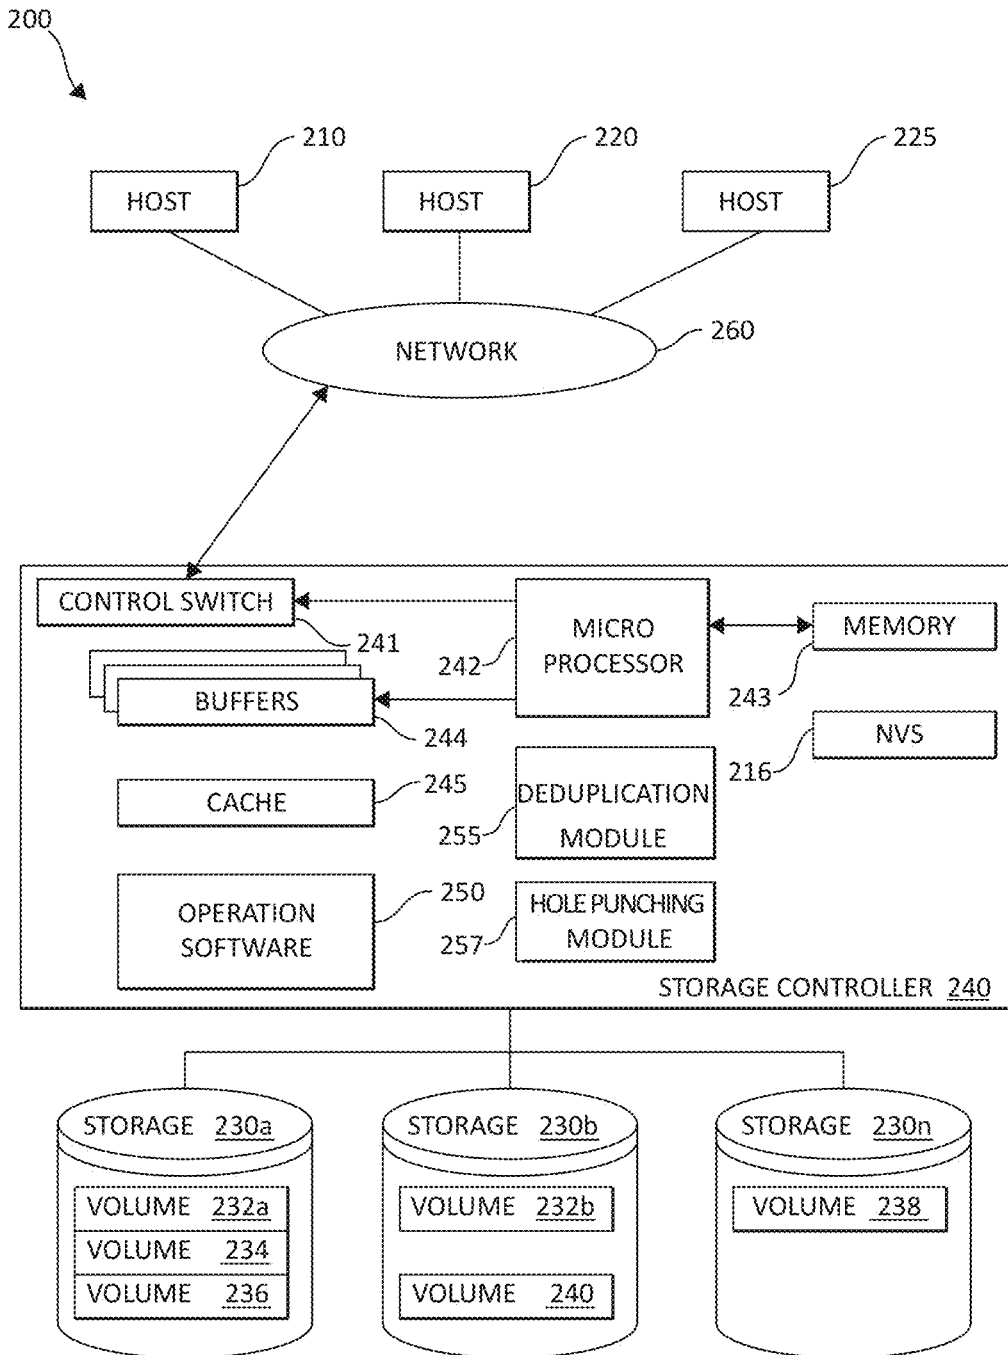 200
210
220
225
HOST
HOST
HOST
NETWORK
260
CONTROL SWITCH
241
MICRO
PROCESSOR
242
MEMORY
243
BUFFERS
244
NVS
216
CACHE
245
DEDUPLICATION
MODULE
255
OPERATION
SOFTWARE
250
HOLE PUNCHING
MODULE
257
STORAGE CONTROLLER 240
STORAGE 230a
VOLUME 232a
VOLUME 234
VOLUME 236
STORAGE 230b
VOLUME 232b
VOLUME 240
STORAGE 230n
VOLUME 238